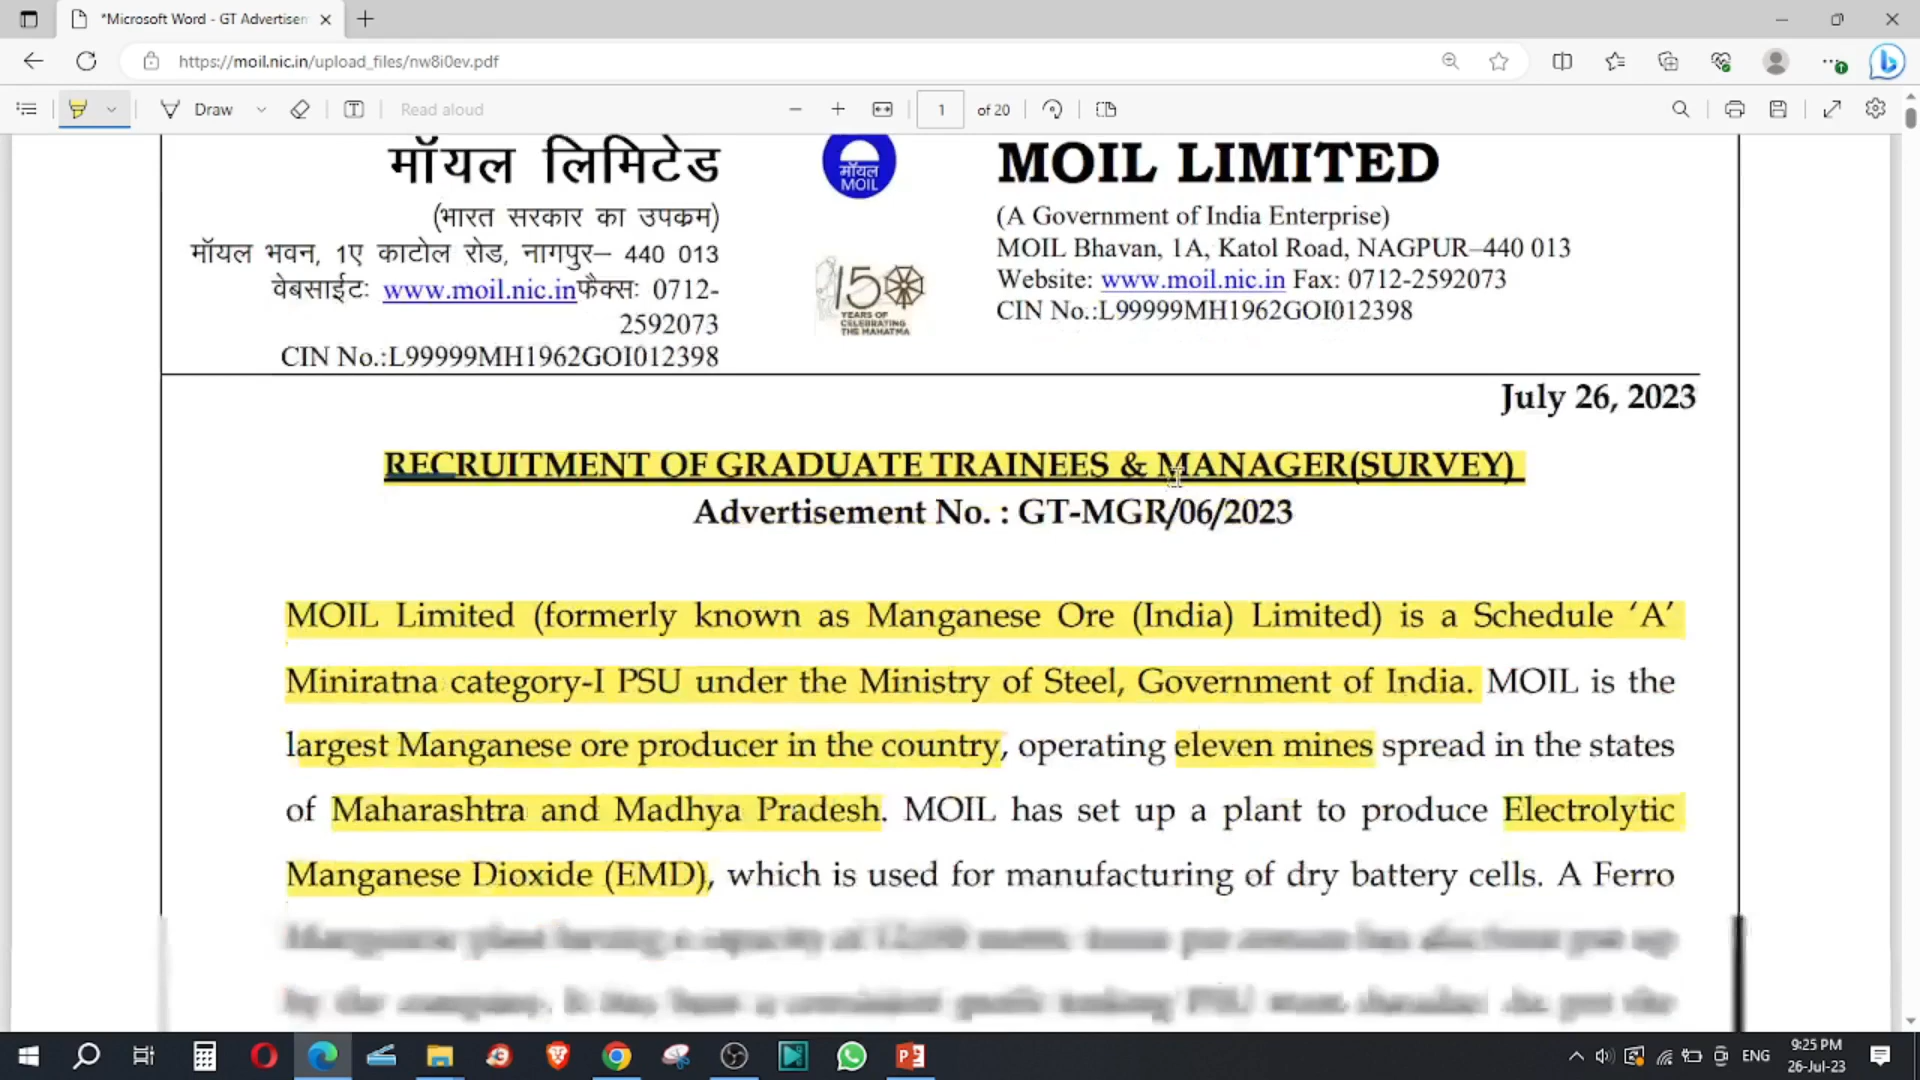 *Microsoft Word - GT Advertisem
https://moil.nic.in/upload_files/nw8i0ev.pdf
Draw
Read aloud
1 of 20
मॉयल लिमिटेड
(भारत सरकार का उपक्रम)
मॉयल भवन, 1ए काटोल रोड, नागपुर– 440 013
वेबसाईटः www.moil.nic.inफैक्सः 0712-
2592073
CIN No.:L99999MH1962GOI012398
मॉयल
MOIL
150
YEARS OF
CELEBRATING
THE MAHATMA
MOIL LIMITED
(A Government of India Enterprise)
MOIL Bhavan, 1A, Katol Road, NAGPUR–440 013
Website: www.moil.nic.in Fax: 0712-2592073
CIN No.:L99999MH1962GOI012398
July 26, 2023
RECRUITMENT OF GRADUATE TRAINEES & MANAGER(SURVEY)
Advertisement No. : GT-MGR/06/2023
MOIL Limited (formerly known as Manganese Ore (India) Limited) is a Schedule ‘A’
Miniratna category-I PSU under the Ministry of Steel, Government of India. MOIL is the
largest Manganese ore producer in the country, operating eleven mines spread in the states
of Maharashtra and Madhya Pradesh. MOIL has set up a plant to produce Electrolytic
Manganese Dioxide (EMD), which is used for manufacturing of dry battery cells. A Ferro
ENG
9:25 PM
26-Jul-23